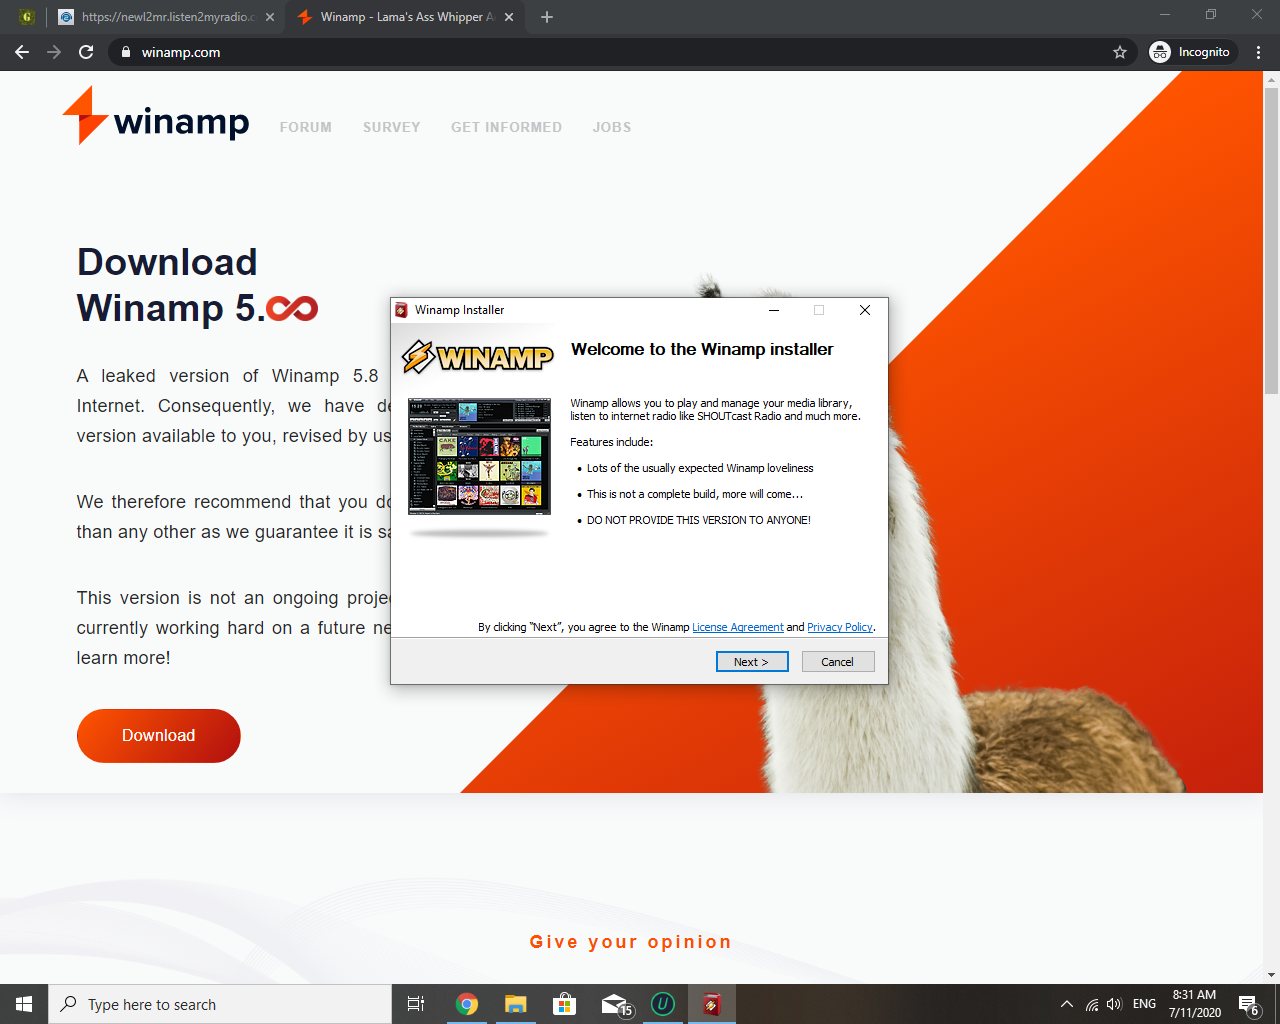 G
https://newl2mr.listen2myradio.c
Winamp - Lama's Ass Whipper A
winamp.com
Incognito
winamp
FORUM
SURVEY
GET INFORMED
JOBS
Download
Winamp 5.∞
A leaked version of Winamp 5.8
Internet. Consequently, we have de
version available to you, revised by us
We therefore recommend that you do
than any other as we guarantee it is sa
This version is not an ongoing projec
currently working hard on a future ne
learn more!
Download
Winamp Installer
WINAMP
Welcome to the Winamp installer
Winamp allows you to play and manage your media library,
listen to internet radio like SHOUTcast Radio and much more.
Features include:
• Lots of the usually expected Winamp loveliness
• This is not a complete build, more will come...
• DO NOT PROVIDE THIS VERSION TO ANYONE!
By clicking "Next", you agree to the Winamp License Agreement and Privacy Policy.
Next >
Cancel
Give your opinion
Type here to search
15
U
ENG
8:31 AM
7/11/2020
6